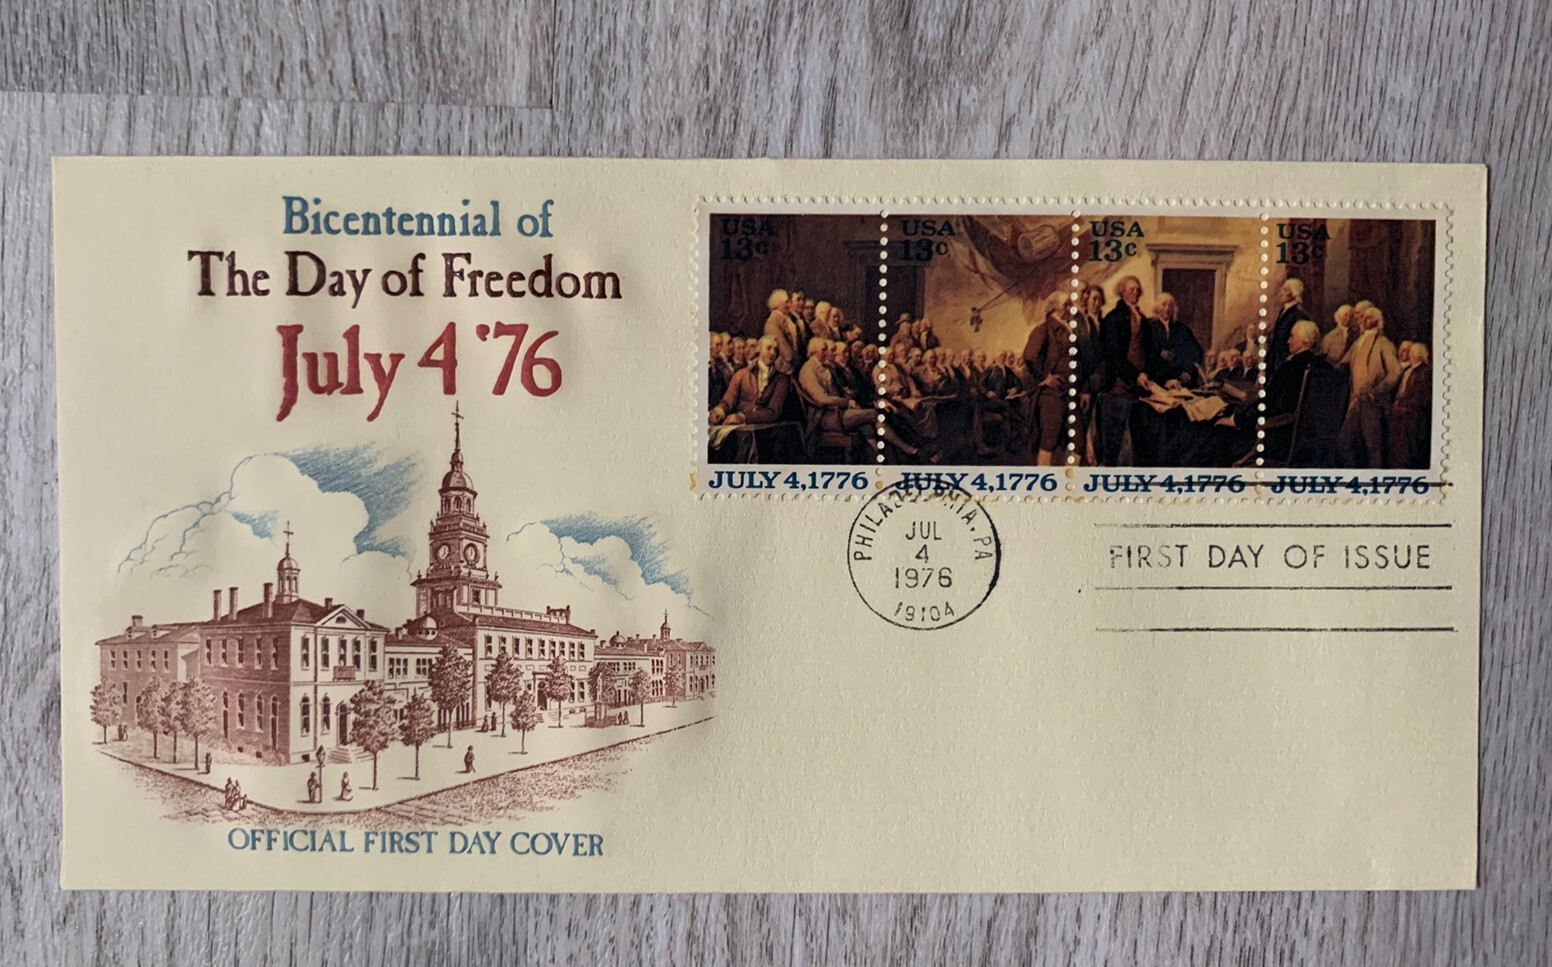 Bicentennial of
The Day of Freedom
July 4 '76
OFFICIAL FIRST DAY COVER
USA
13c
USA
13c
USA
13c
USA
13c
JULY 4,1776
JULY 4,1776
JULY 4,1776
JULY 4,1776
PHILADELPHIA, PA
JUL
4
1976
19104
FIRST DAY OF ISSUE